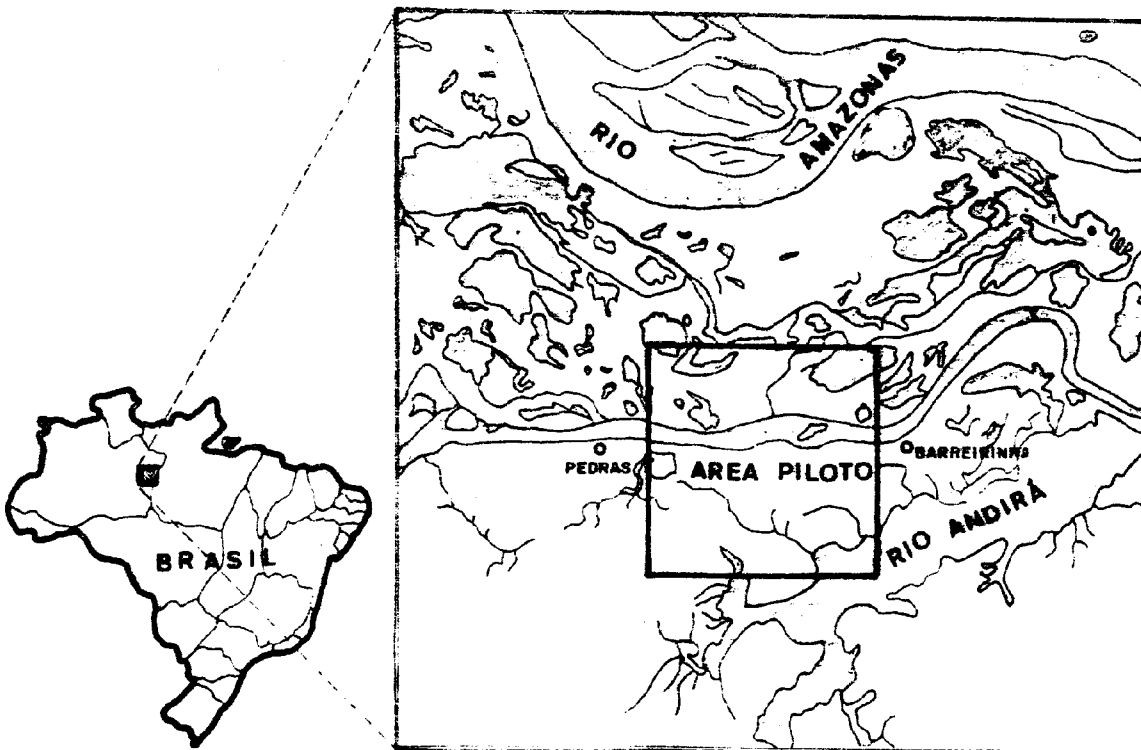 RIO
AMAZONAS
PEDRAS
AREA PILOTO
BARREIRINHA
RIO ANDIRÁ
BRASIL